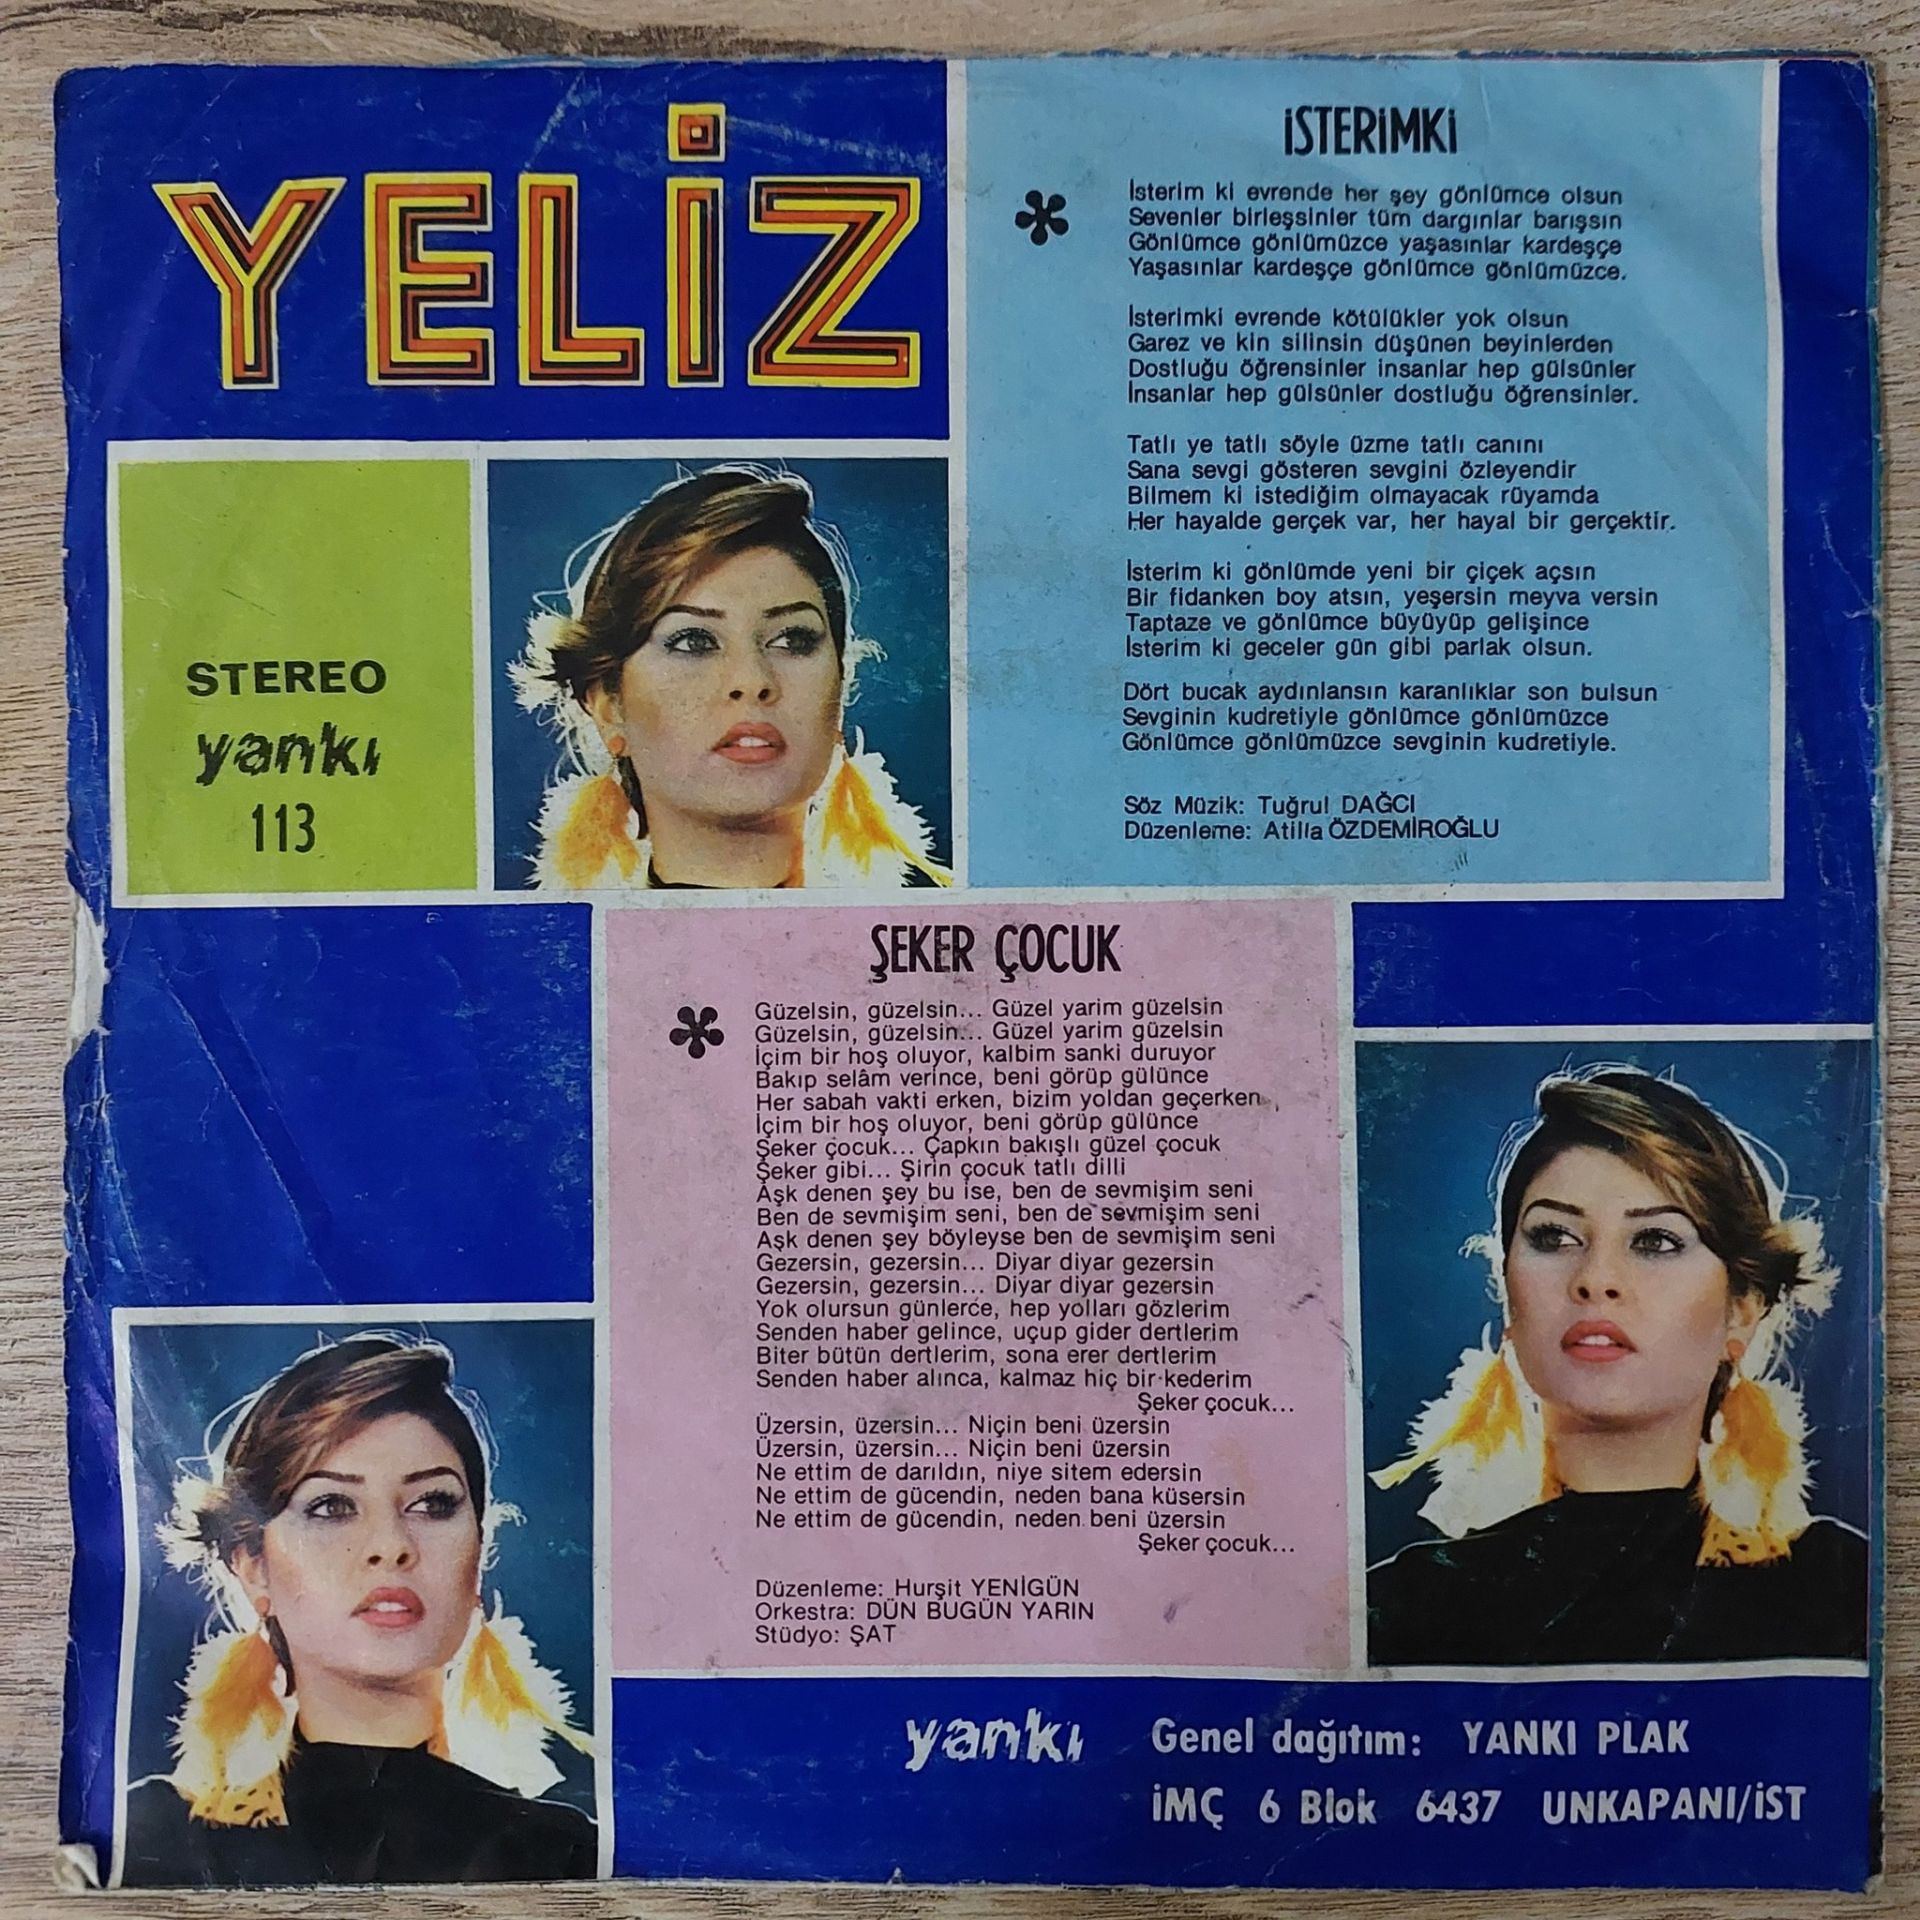 YELİZ
STEREO
yankı
113
İSTERİMKİ
İsterim ki evrende her şey gönlümce olsun
Sevenler birleşsinler tüm dargınlar barışsın
Gönlümce gönlümüzce yaşasınlar kardeşçe
Yaşasınlar kardeşçe gönlümce gönlümüzce.
İsterimki evrende kötülükler yok olsun
Garez ve kin silinsin düşünen beyinlerden
Dostluğu öğrensinler insanlar hep gülsünler
İnsanlar hep gülsünler dostluğu öğrensinler.
Tatlı ye tatlı söyle üzme tatlı canını
Sana sevgi gösteren sevgini özleyendir
Bilmem ki istediğim olmayacak rüyamda
Her hayalde gerçek var, her hayal bir gerçektir.
İsterim ki gönlümde yeni bir çiçek açsın
Bir fidanken boy atsın, yeşersin meyva versin
Taptaze ve gönlümce büyüyüp gelişince
İsterim ki geceler gün gibi parlak olsun.
Dört bucak aydınlansın karanlıklar son bulsun
Sevginin kudretiyle gönlümce gönlümüzce
Gönlümce gönlümüzce sevginin kudretiyle.
Söz Müzik: Tuğrul DAĞCI
Düzenleme: Atilla ÖZDEMİROĞLU
ŞEKER ÇOCUK
Güzelsin, güzelsin... Güzel yarim güzelsin
Güzelsin, güzelsin... Güzel yarim güzelsin
İçim bir hoş oluyor, kalbim sanki duruyor
Bakıp selâm verince, beni görüp gülünce
Her sabah vakti erken, bizim yoldan geçerken
İçim bir hoş oluyor, beni görüp gülünce
Şeker çocuk... Çapkın bakışlı güzel çocuk
Şeker gibi... Şirin çocuk tatlı dilli
Aşk denen şey bu ise, ben de sevmişim seni
Ben de sevmişim seni, ben de sevmişim seni
Aşk denen şey böyleyse ben de sevmişim seni
Gezersin, gezersin... Diyar diyar gezersin
Gezersin, gezersin... Diyar diyar gezersin
Yok olursun günlerce, hep yolları gözlerim
Senden haber gelince, uçup gider dertlerim
Biter bütün dertlerim, sona erer dertlerim
Senden haber alınca, kalmaz hiç bir kederim
Şeker çocuk...
Üzersin, üzersin... Niçin beni üzersin
Üzersin, üzersin... Niçin beni üzersin
Ne ettim de darıldın, niye sitem edersin
Ne ettim de gücendin, neden bana küsersin
Ne ettim de gücendin, neden beni üzersin
Şeker çocuk...
Düzenleme: Hurşit YENİGÜN
Orkestra: DÜN BUGÜN YARIN
Stüdyo: ŞAT
yankı
Genel dağıtım: YANKI PLAK
İMÇ 6 Blok 6437 UNKAPANI/İST